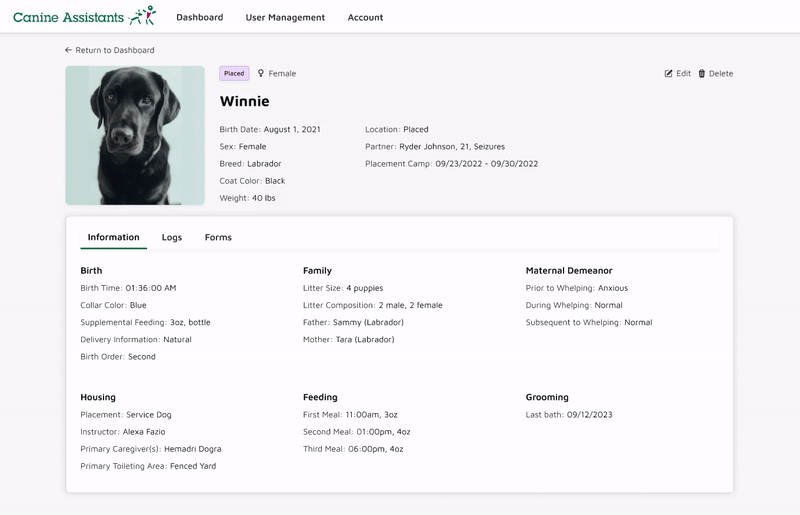 Canine Assistants
Dashboard
User Management
Account
← Return to Dashboard
Placed
♀ Female
Edit
Delete
Winnie
Birth Date: August 1, 2021
Sex: Female
Breed: Labrador
Coat Color: Black
Weight: 40 lbs
Location: Placed
Partner: Ryder Johnson, 21, Seizures
Placement Camp: 09/23/2022 - 09/30/2022
Information
Logs
Forms
Birth
Birth Time: 01:36:00 AM
Collar Color: Blue
Supplemental Feeding: 3oz, bottle
Delivery Information: Natural
Birth Order: Second
Family
Litter Size: 4 puppies
Litter Composition: 2 male, 2 female
Father: Sammy (Labrador)
Mother: Tara (Labrador)
Maternal Demeanor
Prior to Whelping: Anxious
During Whelping: Normal
Subsequent to Whelping: Normal
Housing
Placement: Service Dog
Instructor: Alexa Fazio
Primary Caregiver(s): Hemadri Dogra
Primary Toileting Area: Fenced Yard
Feeding
First Meal: 11:00am, 3oz
Second Meal: 01:00pm, 4oz
Third Meal: 06:00pm, 4oz
Grooming
Last bath: 09/12/2023